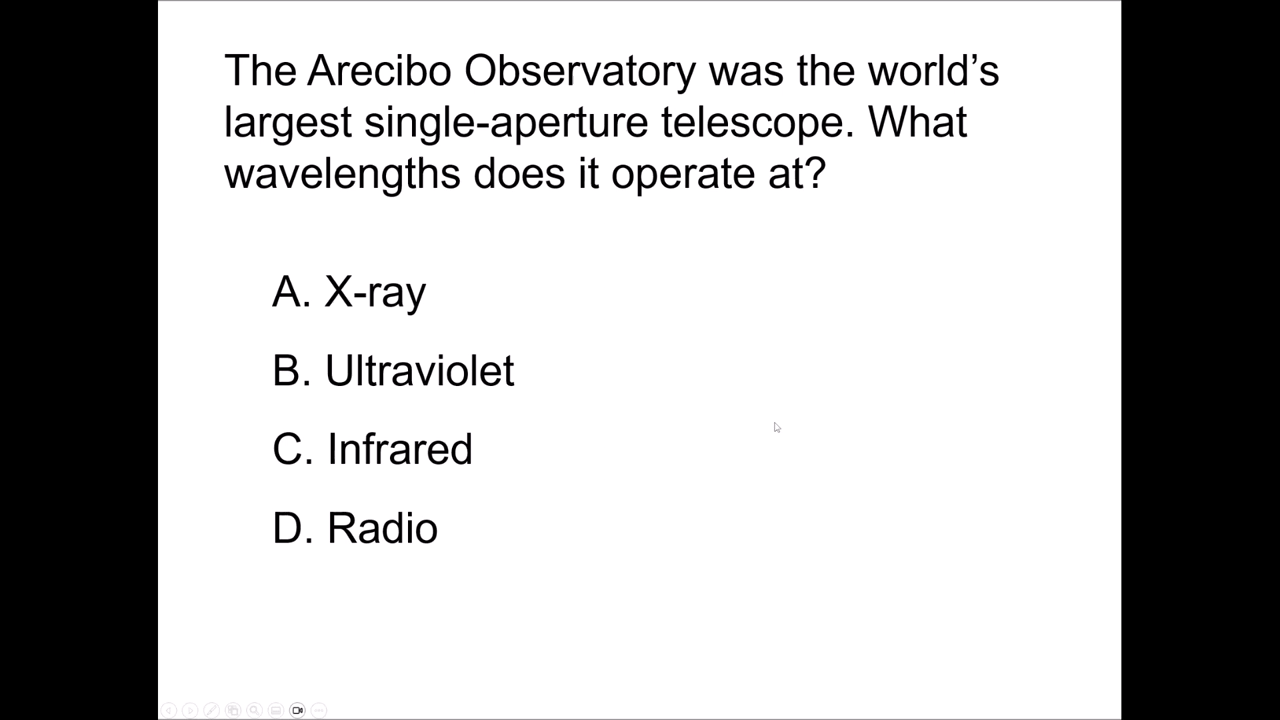 The Arecibo Observatory was the world’s
largest single-aperture telescope. What
wavelengths does it operate at?
A. X-ray
B. Ultraviolet
C. Infrared
D. Radio